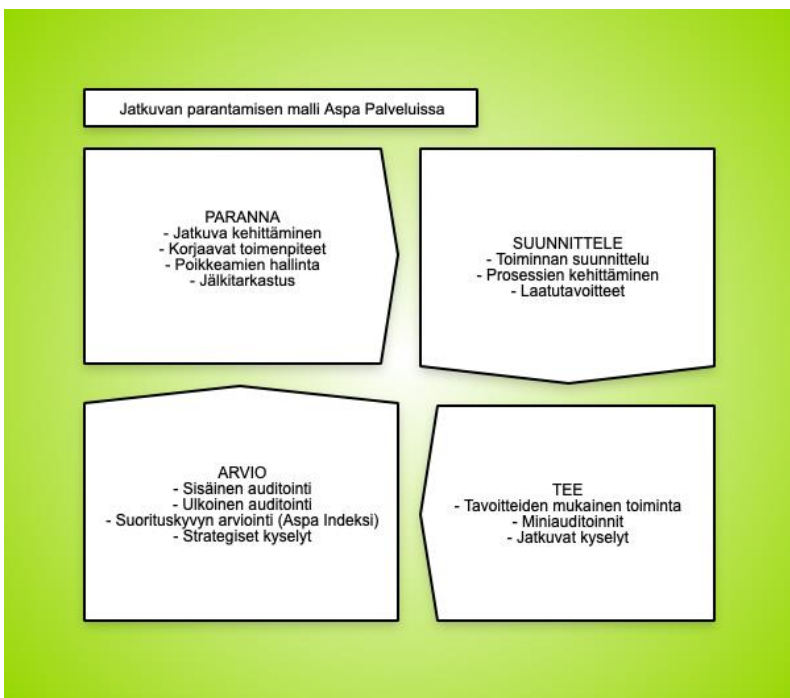 Jatkuvan parantamisen malli Aspa Palveluissa
PARANNA
- Jatkuva kehittäminen
- Korjaavat toimenpiteet
- Poikkeamien hallinta
- Jälkitarkastus
SUUNNITTELE
- Toiminnan suunnittelu
- Prosessien kehittäminen
- Laatutavoitteet
ARVIO
- Sisäinen auditointi
- Ulkoinen auditointi
- Suorituskyvyn arviointi (Aspa Indeksi)
- Strategiset kyselyt
TEE
- Tavoitteiden mukainen toiminta
- Miniauditoinnit
- Jatkuvat kyselyt